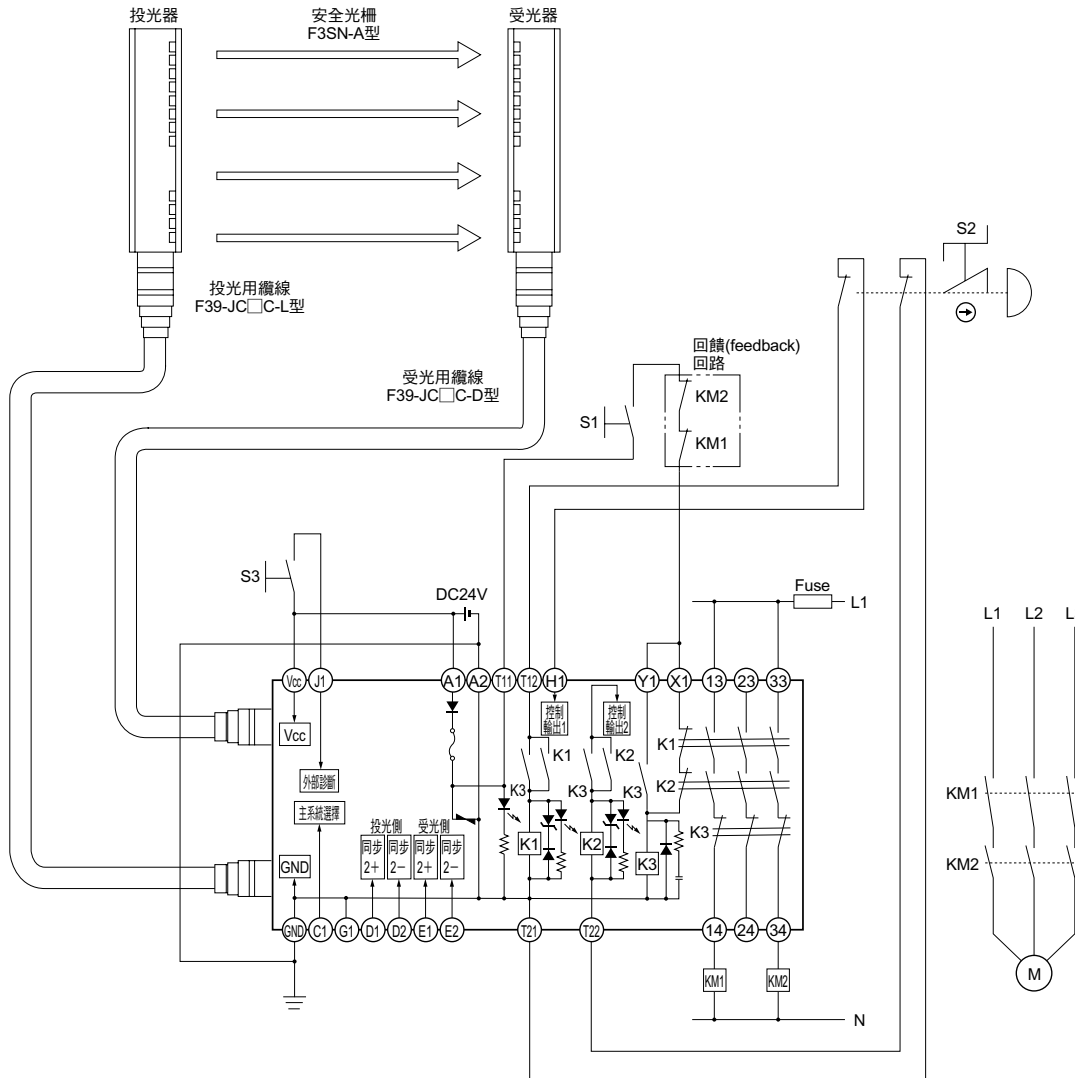 投光器
安全光柵
F3SN-A型
受光器
投光用纜線
F39-JC□C-L型
受光用纜線
F39-JC□C-D型
S2
回饋(feedback)
回路
KM2
KM1
S1
S3
DC24V
Fuse
L1
L1 L2 L
Vcc J1 A1 A2 T11 T12 H1 Y1 X1 13 23 33
Vcc
外部診斷
主系統選擇
控制
輸出1
控制
輸出2
K1
K2
K1
K2
K3
K3
K3
K3
K1
K2
K3
投光側 受光側
同步
2+
同步
2−
同步
2+
同步
2−
GND
GND C1 G1 D1 D2 E1 E2 T21 T22 14 24 34
KM1
KM2
N
KM1
KM2
M